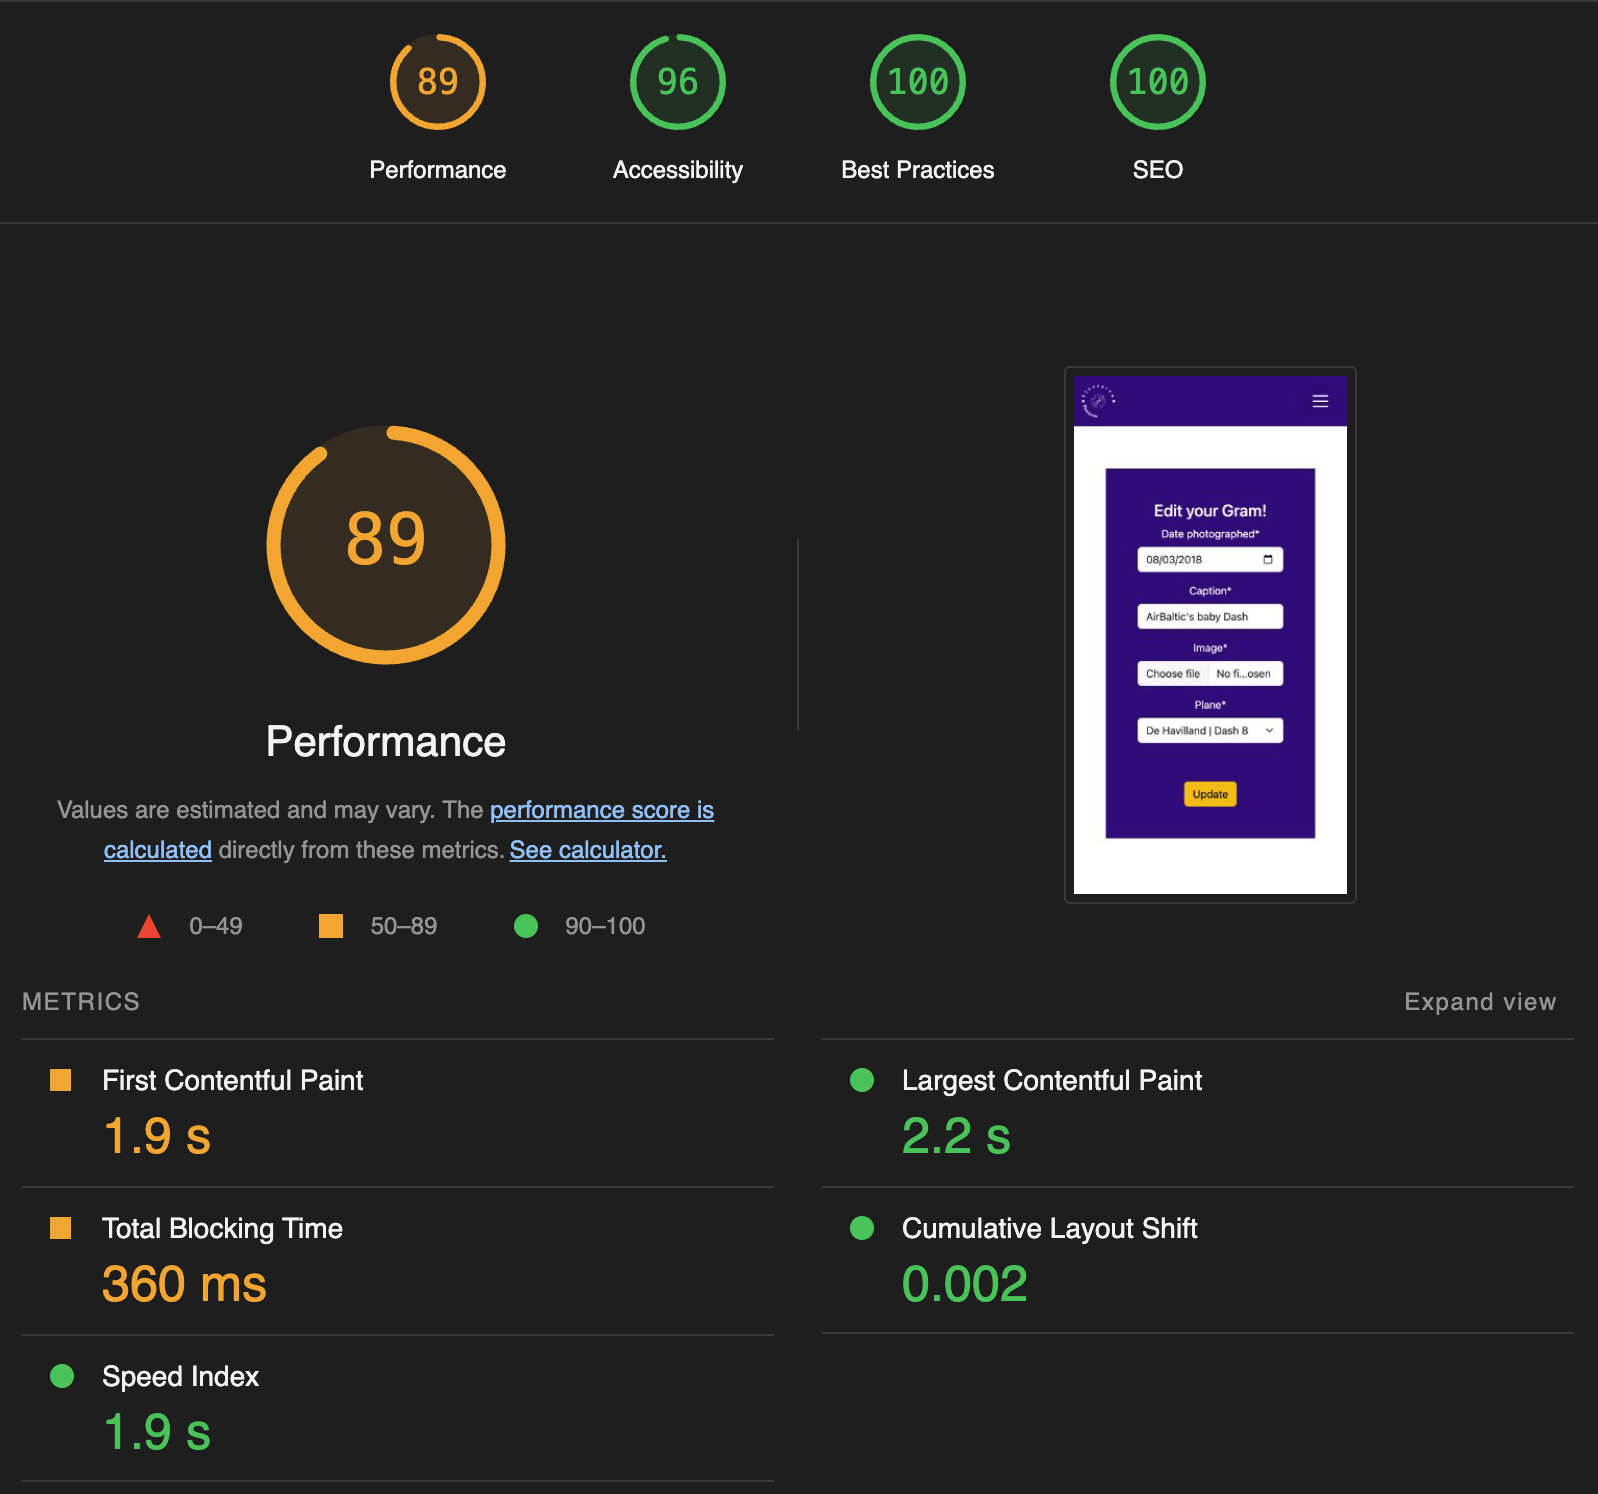 89
96
100
100
Performance
Accessibility
Best Practices
SEO
89
Performance
Values are estimated and may vary. The performance score is
calculated directly from these metrics. See calculator.
0–49
50–89
90–100
Edit your Gram!
Date photographed*
08/03/2018
Caption*
AirBaltic's baby Dash
Image*
Choose file No fi...osen
Plane*
De Havilland | Dash 8
Update
METRICS
Expand view
First Contentful Paint
1.9 s
Largest Contentful Paint
2.2 s
Total Blocking Time
360 ms
Cumulative Layout Shift
0.002
Speed Index
1.9 s